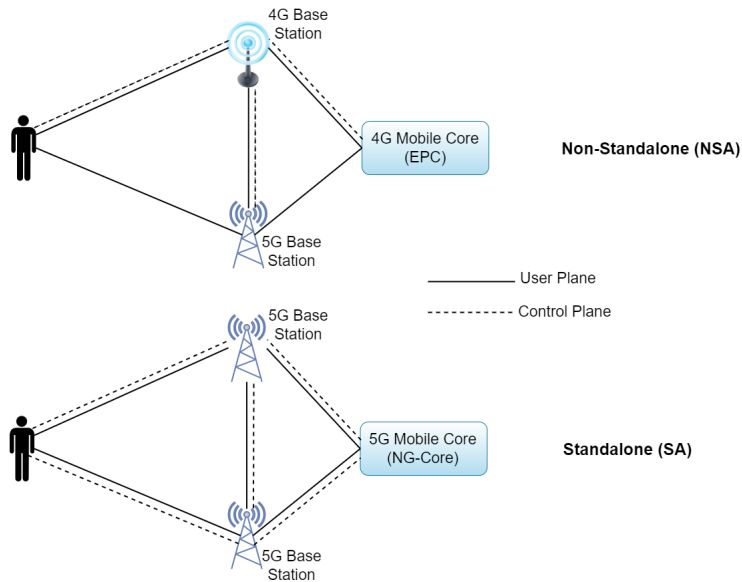 4G Base
Station
4G Mobile Core
(EPC)
Non-Standalone (NSA)
5G Base
Station
User Plane
Control Plane
5G Base
Station
5G Mobile Core
(NG-Core)
Standalone (SA)
5G Base
Station